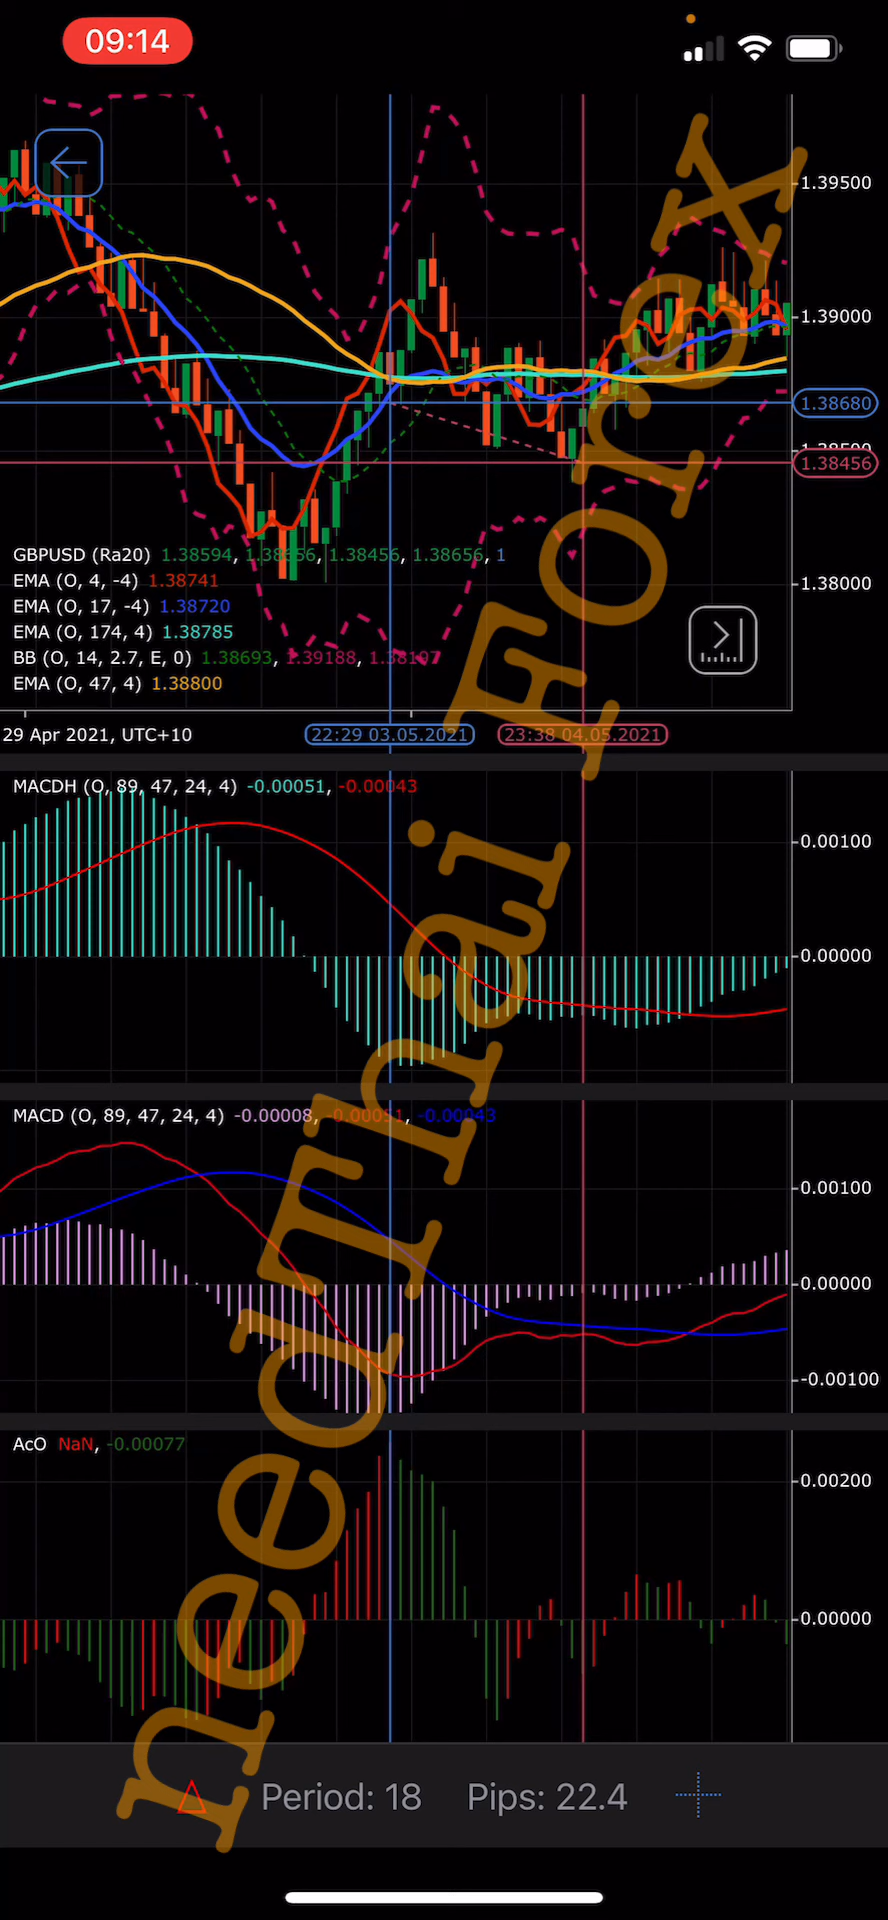 09:14
1.39500
1.39000
1.38680
1.38500
1.38456
GBPUSD (Ra20) 1.38594, 1.38656, 1.38456, 1.38656, 1
EMA (O, 4, -4) 1.38741
1.38000
EMA (O, 17, -4) 1.38720
EMA (O, 174, 4) 1.38785
BB (O, 14, 2.7, E, 0) 1.38693, 1.39188, 1.38197
EMA (O, 47, 4) 1.38800
29 Apr 2021, UTC+10 22:29 03.05.2021 23:38 04.05.2021
MACDH (O, 89, 47, 24, 4) -0.00051, -0.00043
0.00100
0.00000
MACD (O, 89, 47, 24, 4) -0.00008, -0.00051, -0.00043
0.00100
0.00000
-0.00100
AcO NaN, -0.00077
0.00200
0.00000
Period: 18 Pips: 22.4
needThai Forex